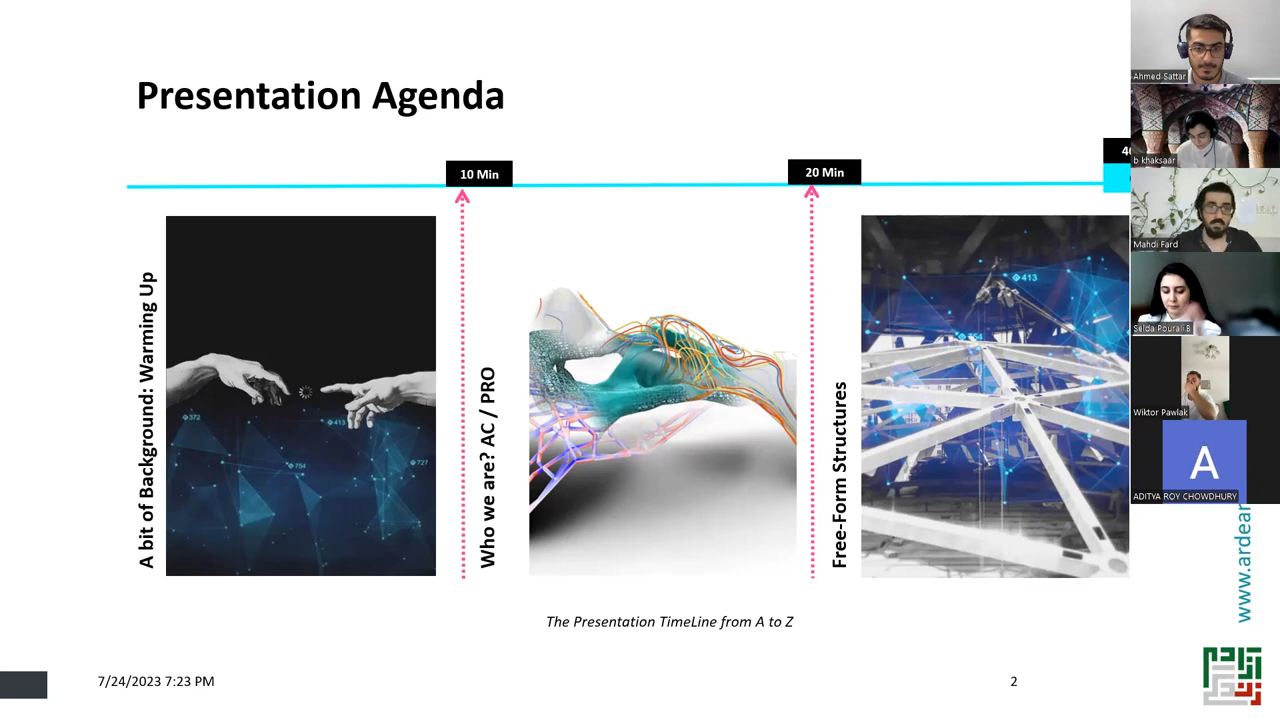 Presentation Agenda
10 Min
20 Min
A bit of Background: Warming Up
Who we are? AC / PRO
Free-Form Structures
372
413
754
727
413
754
The Presentation TimeLine from A to Z
7/24/2023 7:23 PM
2
www.ardear
Ahmed Sattar
b khaksaar
Mahdi Fard
Selda Pourali B
Wiktor Pawlak
A
ADITYA ROY CHOWDHURY